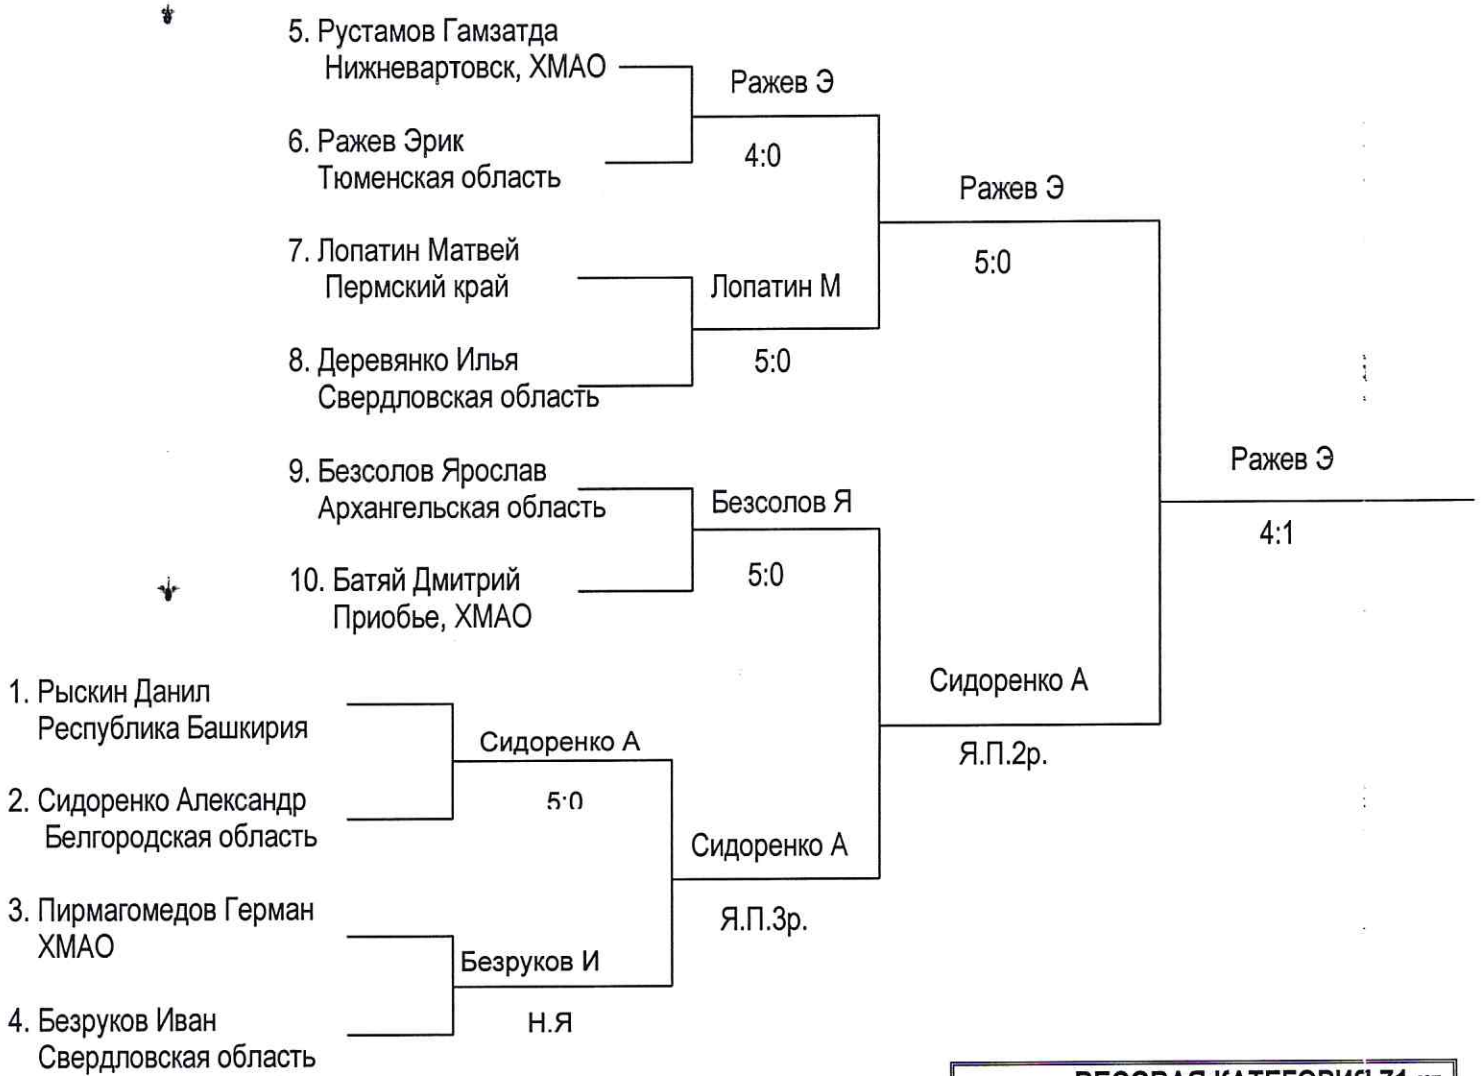 5. Рустамов Гамзатда
Нижневартовск, ХМАО
Ражев Э
6. Ражев Эрик
Тюменская область
4:0
Ражев Э
7. Лопатин Матвей
Пермский край
5:0
Лопатин М
8. Деревянко Илья
Свердловская область
5:0
Ражев Э
9. Безсолов Ярослав
Архангельская область
Безсолов Я
4:1
10. Батяй Дмитрий
Приобье, ХМАО
5:0
1. Рыскин Данил
Республика Башкирия
Сидоренко А
Сидоренко А
Я.П.2р.
2. Сидоренко Александр
Белгородская область
5:0
Сидоренко А
3. Пирмагомедов Герман
ХМАО
Я.П.3р.
Безруков И
4. Безруков Иван
Свердловская область
Н.Я
ВЕСОВАЯ 71